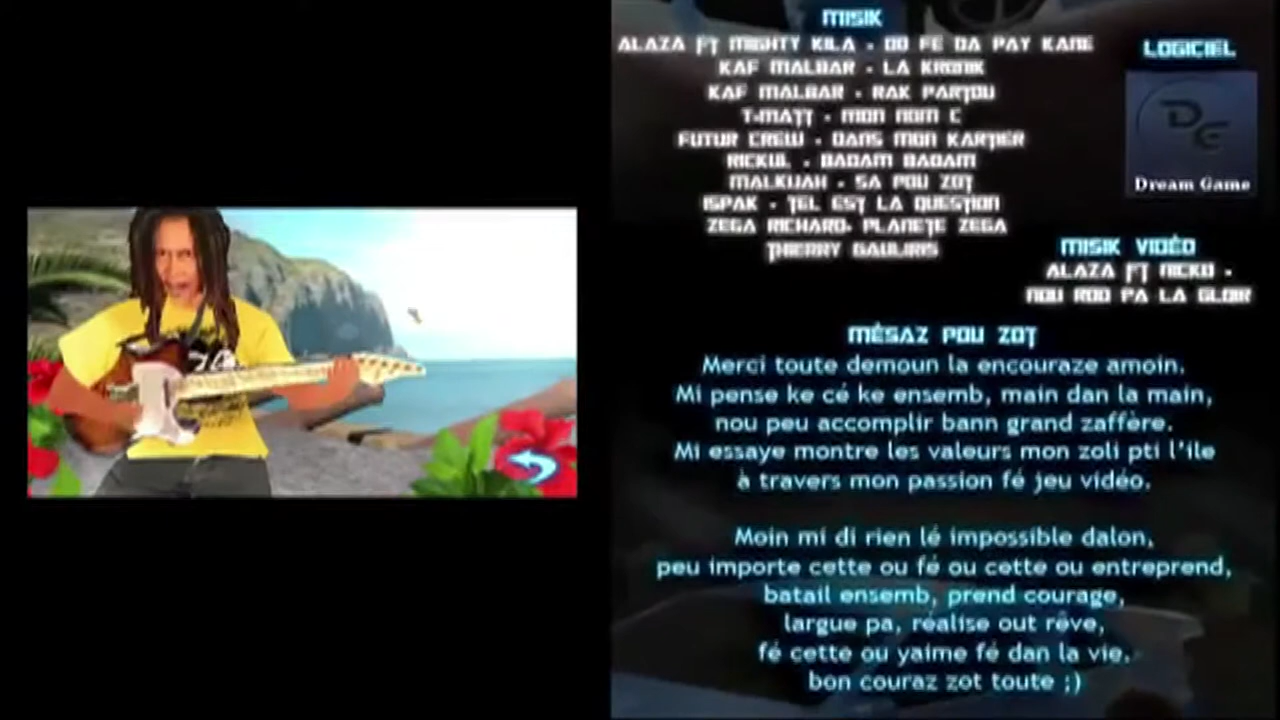 MISIK
ALAZA FT MIGHTY KILA - OO FE DA PAY KANE
KAF MALBAR - LA KRONIK
KAF MALBAR - RAK PARTOU
T-MATT - MON NOM C
FUTUR CREW - DANS MON KARTIER
RICKUL - BADAM BADAM
MALKIJAH - SA POU ZOT
ISPAK - TEL EST LA QUESTION
ZEGA RICHARD- PLANETE ZEGA
THIERRY GAULIRIS
LOGICIEL
DG
Dream Game
MISIK VIDÉO
ALAZA FT NICKO -
NOU ROD PA LA GLOIR
MÉSAZ POU ZOT
Merci toute demoun la encouraze amoin.
Mi pense ke cé ke ensemb, main dan la main,
nou peu accomplir bann grand zaffère.
Mi essaye montre les valeurs mon zoli pti l'ile
à travers mon passion fé jeu vidéo.
Moin mi di rien lé impossible dalon,
peu importe cette ou fé ou cette ou entreprend,
batail ensemb, prend courage,
largue pa, réalise out rêve,
fé cette ou yaime fé dan la vie.
bon couraz zot toute ;)